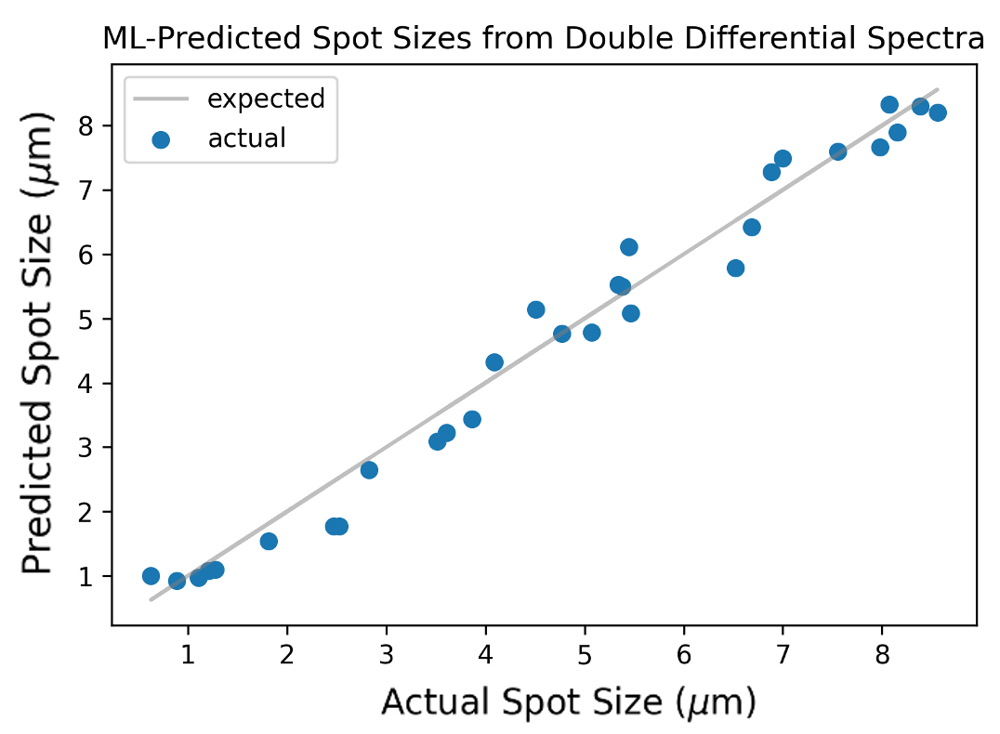 ML-Predicted Spot Sizes from Double Differential Spectra
expected
actual
Predicted Spot Size (μm)
8
7
6
5
4
3
2
1
1 2 3 4 5 6 7 8
Actual Spot Size (μm)